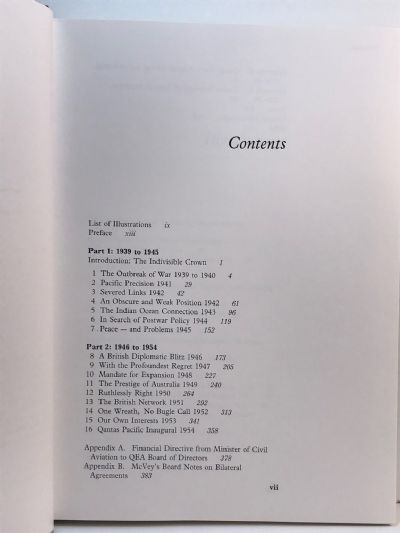 Contents
List of Illustrations ix
Preface xiii
Part 1: 1939 to 1945
Introduction: The Indivisible Crown 1
1 The Outbreak of War 1939 to 1940 4
2 Pacific Precision 1941 29
3 Severed Links 1942 42
4 An Obscure and Weak Position 1942 61
5 The Indian Ocean Connection 1943 96
6 In Search of Postwar Policy 1944 119
7 Peace — and Problems 1945 152
Part 2: 1946 to 1954
8 A British Diplomatic Blitz 1946 173
9 With the Profoundest Regret 1947 205
10 Mandate for Expansion 1948 227
11 The Prestige of Australia 1949 240
12 Ruthlessly Right 1950 264
13 The British Network 1951 292
14 One Wreath, No Bugle Call 1952 313
15 Our Own Interests 1953 341
16 Qantas Pacific Inaugural 1954 358
Appendix A. Financial Directive from Minister of Civil
Aviation to QEA Board of Directors 378
Appendix B. McVey's Board Notes on Bilateral
Agreements 383
vii